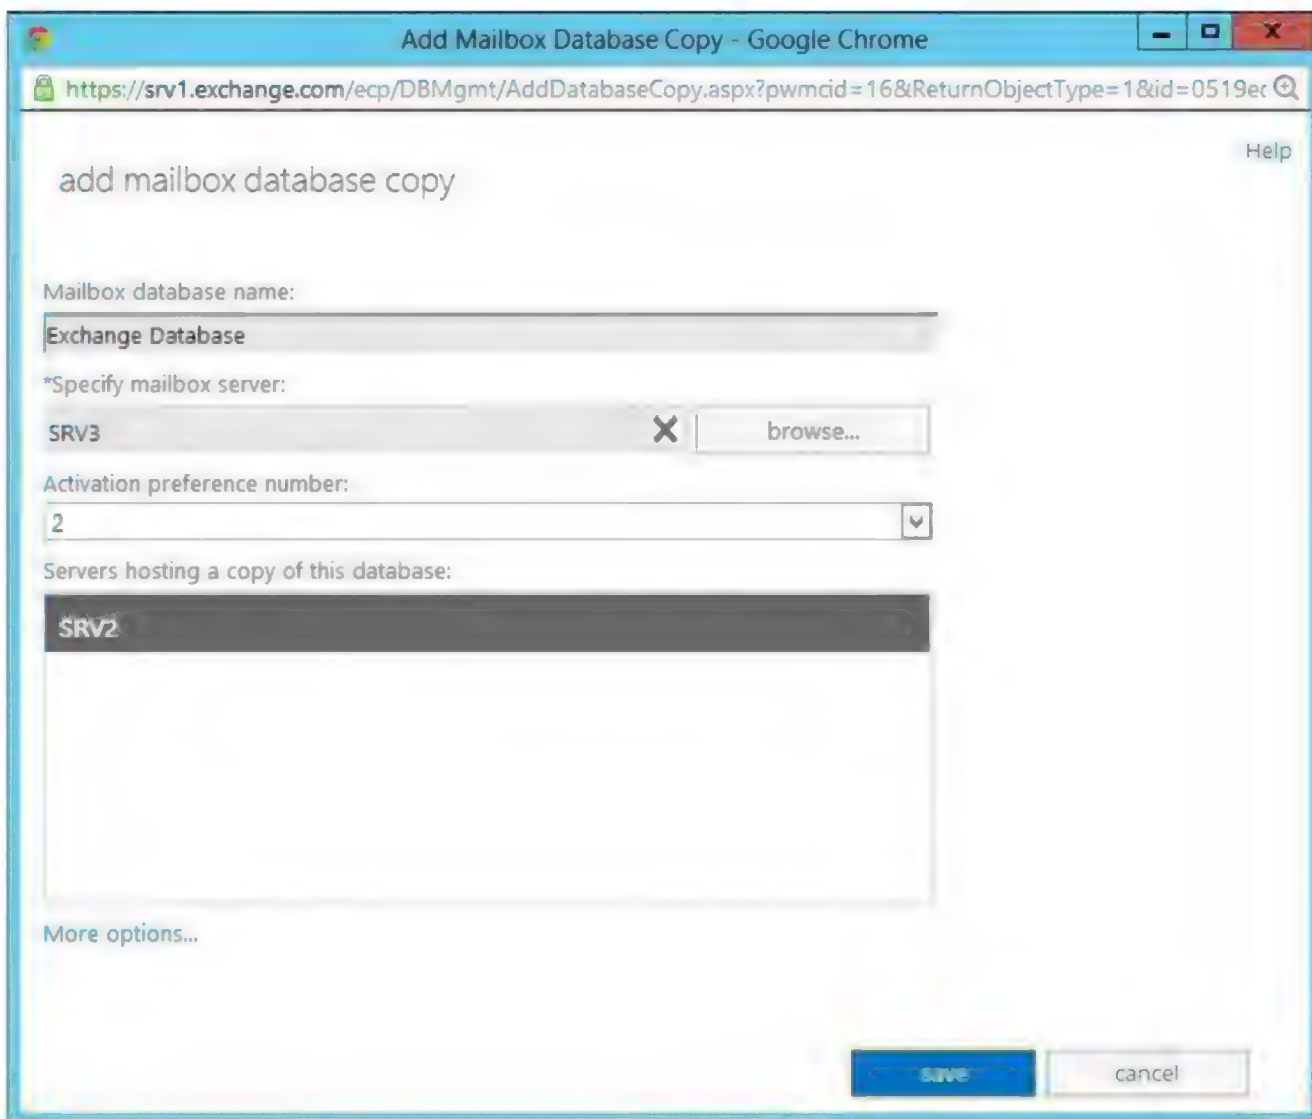 Add Mailbox Database Copy - Google Chrome
https://srv1.exchange.com/ecp/DBMgmt/AddDatabaseCopy.aspx?pwmcid=16&ReturnObjectType=1&id=0519ec
Help
add mailbox database copy
Mailbox database name:
Exchange Database
*Specify mailbox server:
SRV3
browse...
Activation preference number:
2
Servers hosting a copy of this database:
SRV2
More options...
save
cancel